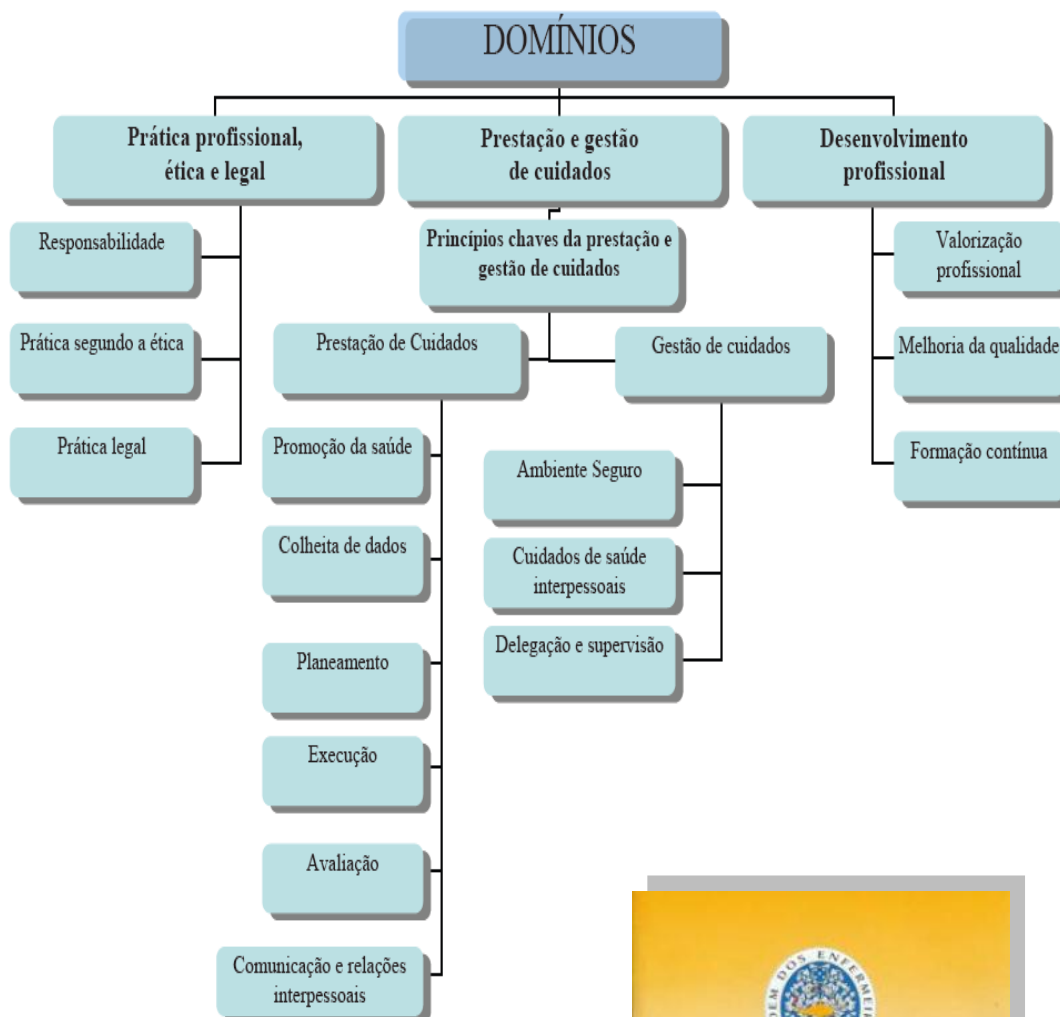 DOMÍNIOS
Prática profissional,
ética e legal
Prestação e gestão
de cuidados
Desenvolvimento
profissional
Responsabilidade
Prática segundo a ética
Prática legal
Princípios chaves da prestação e
gestão de cuidados
Prestação de Cuidados
Promoção da saúde
Colheita de dados
Planeamento
Execução
Avaliação
Comunicação e relações
interpessoais
Gestão de cuidados
Ambiente Seguro
Cuidados de saúde
interpessoais
Delegação e supervisão
Valorização
profissional
Melhoria da qualidade
Formação contínua
DEM DOS ENFERMEI